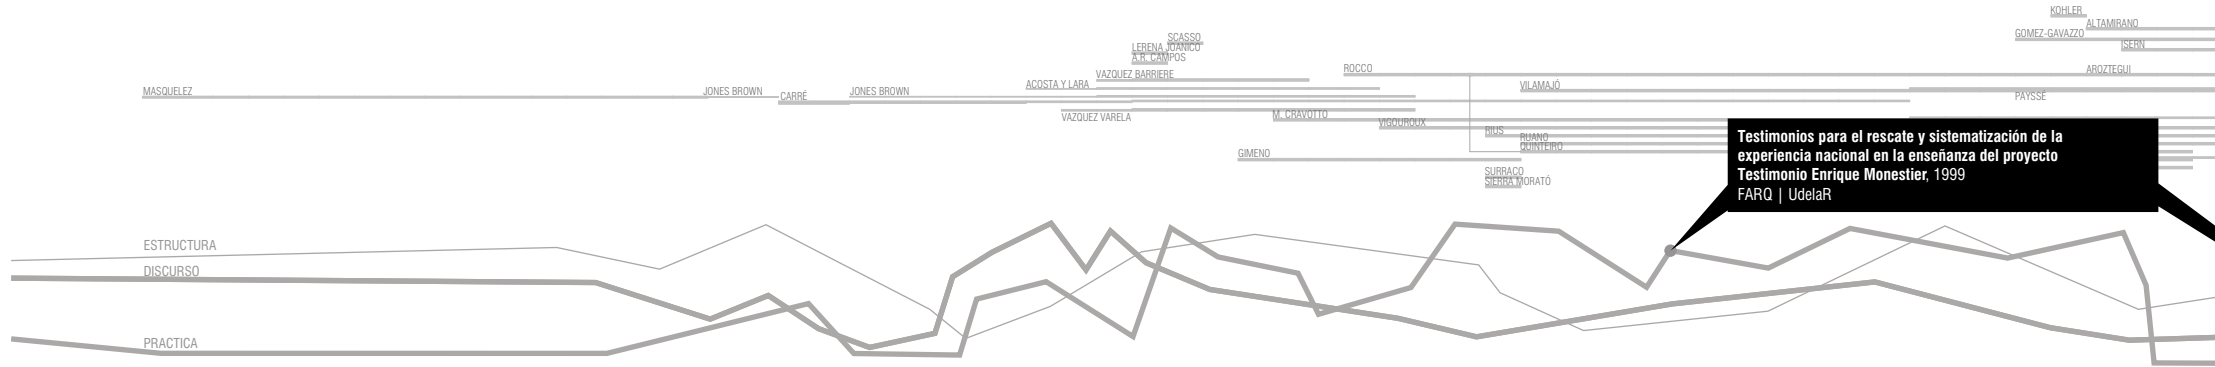 KOHLER
ALTAMIRANO
GOMEZ-GAVAZZO
ISERN
SCASSO
LERENA JOANICO
A.R. CAMPOS
VAZQUEZ BARRIERE
ROCCO
AROZTEGUI
MASQUELEZ
JONES BROWN
CARRÉ
JONES BROWN
ACOSTA Y LARA
VILAMAJÓ
PAYSSÉ
VAZQUEZ VARELA
M. CRAVOTTO
VIGOUROUX
RIUS
RUANO
QUINTEIRO
GIMENO
SURRACO
SIERRA MORATÓ
Testimonios para el rescate y sistematización de la
experiencia nacional en la enseñanza del proyecto
Testimonio Enrique Monestier, 1999
FARQ | UdelaR
ESTRUCTURA
DISCURSO
PRACTICA